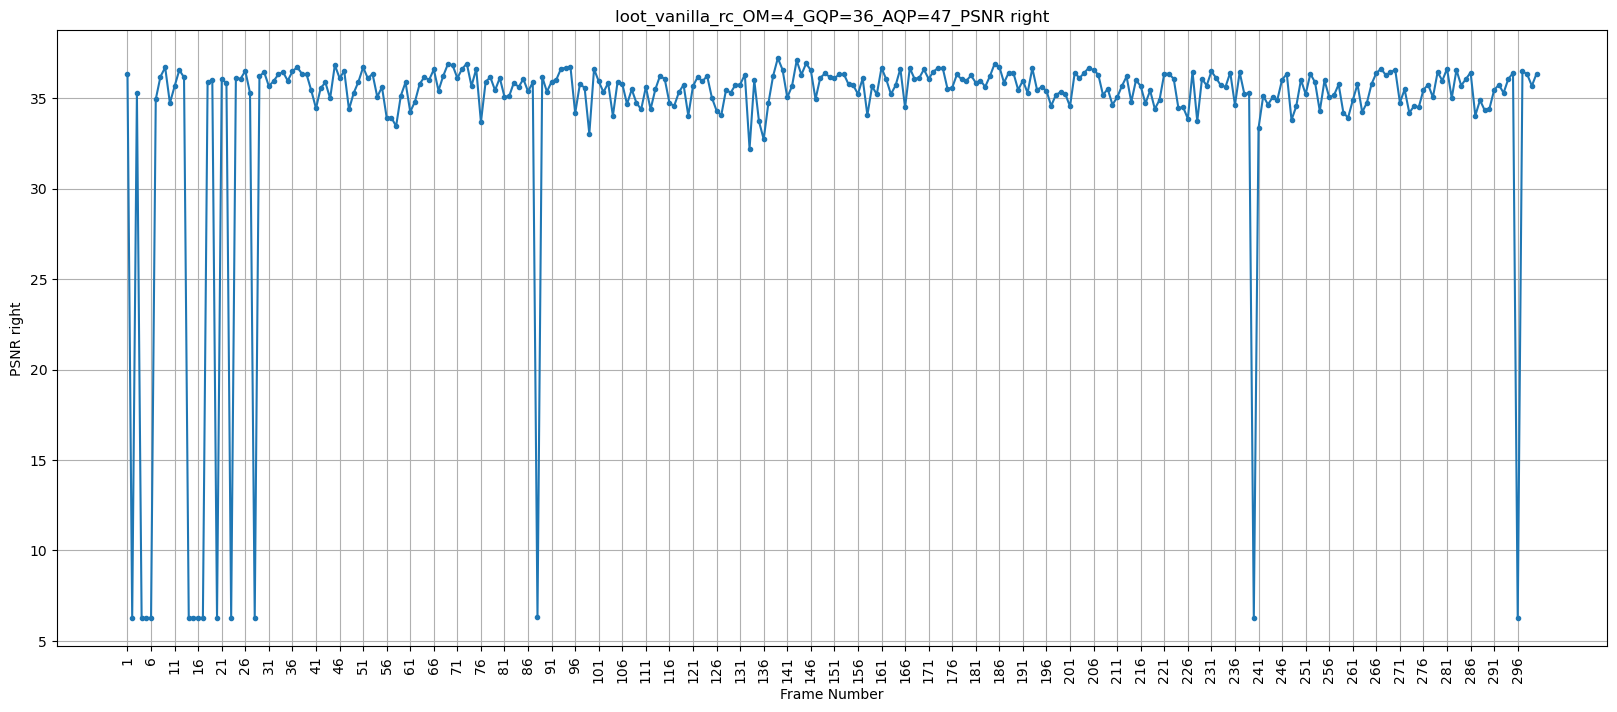 loot_vanilla_rc_OM=4_GQP=36_AQP=47_PSNR right
PSNR right
35
30
25
20
15
10
5
1 6 11 16 21 26 31 36 41 46 51 56 61 66 71 76 81 86 91 96 101 106 111 116 121 126 131 136 141 146 151 156 161 166 171 176 181 186 191 196 201 206 211 216 221 226 231 236 241 246 251 256 261 266 271 276 281 286 291 296
Frame Number